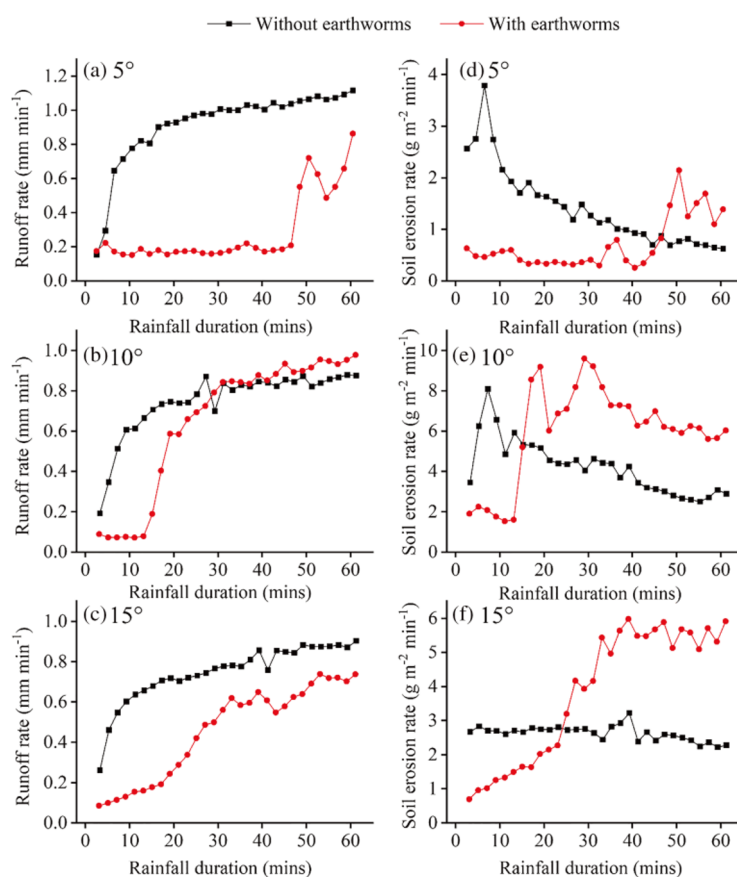 Without earthworms With earthworms
(a) 5°
Runoff rate (mm min-1)
1.2
1.0
0.8
0.6
0.4
0.2
0.0
0 10 20 30 40 50 60
Rainfall duration (mins)
(d) 5°
Soil erosion rate (g m-2 min-1)
4
3
2
1
0
0 10 20 30 40 50 60
Rainfall duration (mins)
(b) 10°
Runoff rate (mm min-1)
1.0
0.8
0.6
0.4
0.2
0.0
0 10 20 30 40 50 60
Rainfall duration (mins)
(e) 10°
Soil erosion rate (g m-2 min-1)
10
8
6
4
2
0
0 10 20 30 40 50 60
Rainfall duration (mins)
(c) 15°
Runoff rate (mm min-1)
1.0
0.8
0.6
0.4
0.2
0.0
0 10 20 30 40 50 60
Rainfall duration (mins)
(f) 15°
Soil erosion rate (g m-2 min-1)
6
5
4
3
2
1
0
0 10 20 30 40 50 60
Rainfall duration (mins)